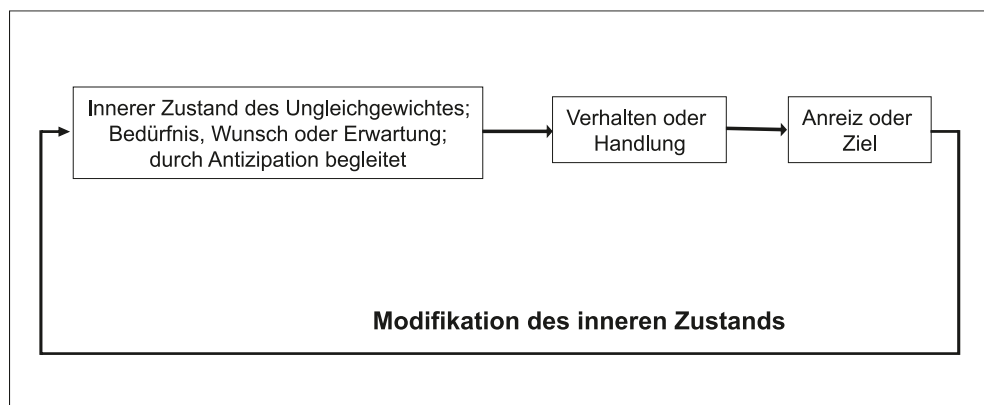 Innerer Zustand des Ungleichgewichtes;
Bedürfnis, Wunsch oder Erwartung;
durch Antizipation begleitet
Verhalten oder
Handlung
Anreiz oder
Ziel
Modifikation des inneren Zustands